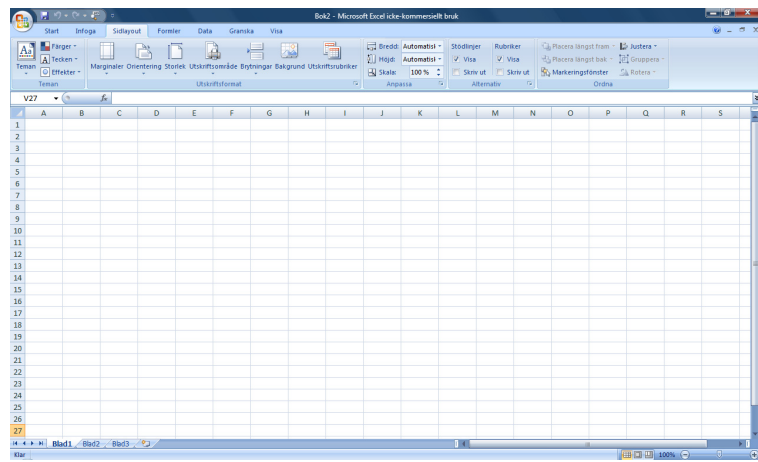 Bok2 - Microsoft Excel icke-kommersiellt bruk
Start Infoga Sidlayout Formler Data Granska Visa
Aa Färger Bredd: Automatisl Stödlinjer Rubriker Placera längst fram Justera
A Tecken Höjd: Automatisl Visa Visa Placera längst bak Gruppera
Teman Effekter Marginaler Orientering Storlek Utskriftsområde Brytningar Bakgrund Utskriftsrubriker Skala: 100 % Skriv ut Skriv ut Markeringsfönster Rotera
Teman Utskriftsformat Anpassa Alternativ Ordna
V27 fx
A B C D E F G H I J K L M N O P Q R S
1
2
3
4
5
6
7
8
9
10
11
12
13
14
15
16
17
18
19
20
21
22
23
24
25
26
27
Blad1 Blad2 Blad3
Klar 100%